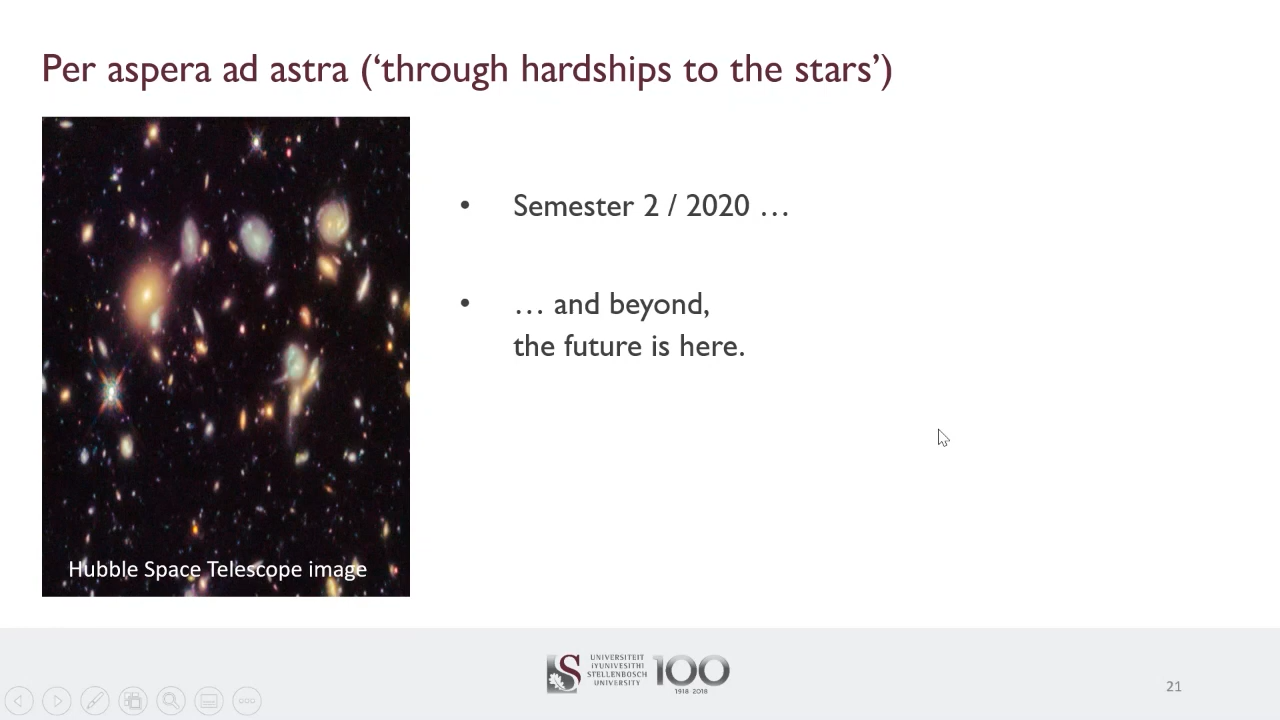 Per aspera ad astra (‘through hardships to the stars’)
• Semester 2 / 2020 …
• … and beyond,
the future is here.
Hubble Space Telescope image
UNIVERSITEIT
IYUNIVESITHI
STELLENBOSCH
UNIVERSITY
100
1918·2018
21